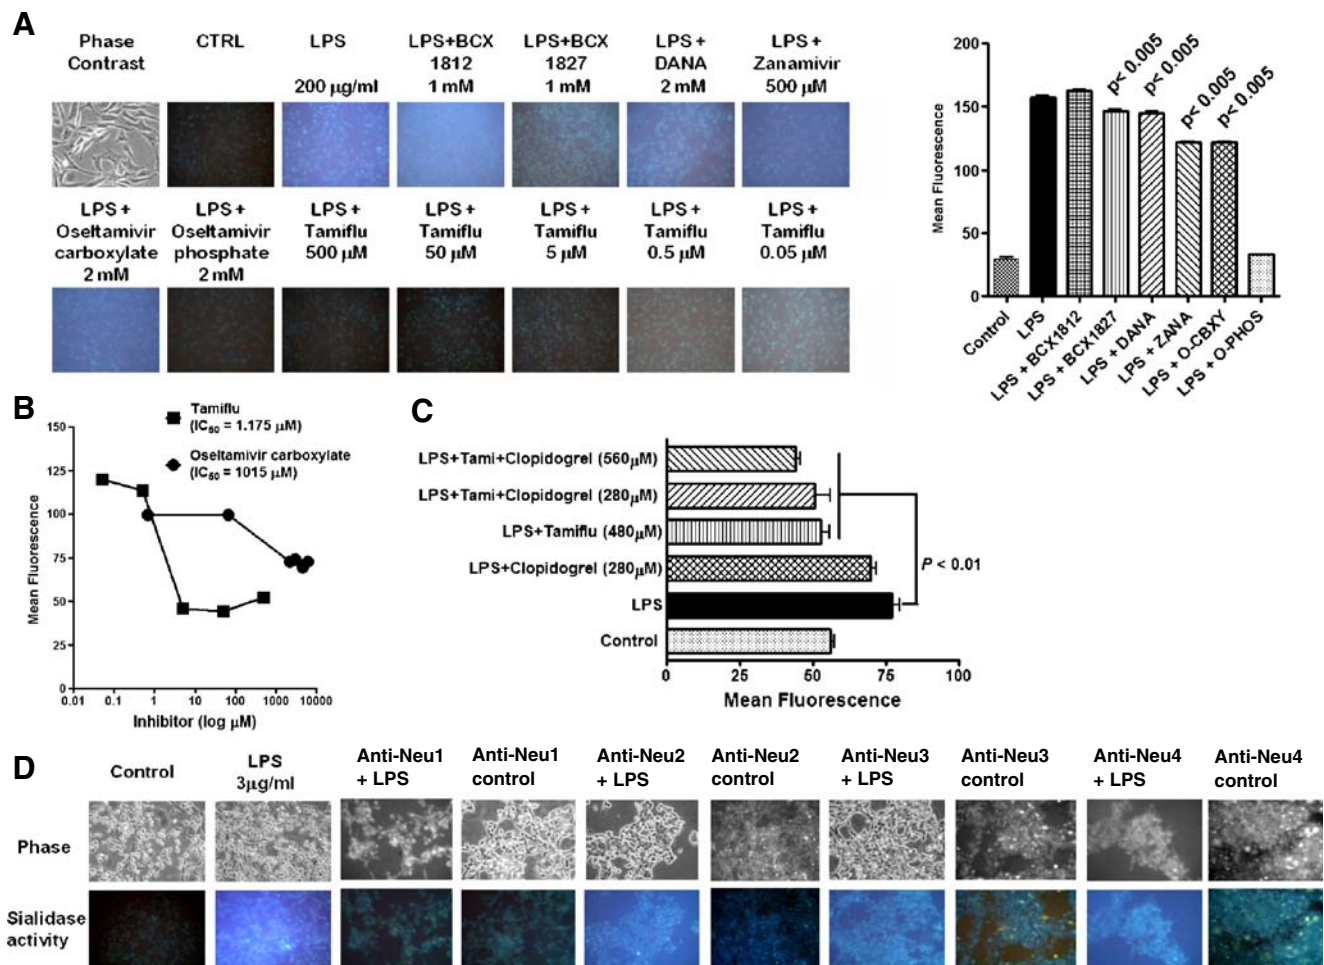 A
Phase
Contrast
CTRL
LPS
200 µg/ml
LPS+BCX
1812
1 mM
LPS+BCX
1827
1 mM
LPS +
DANA
2 mM
LPS +
Zanamivir
500 µM
LPS +
Oseltamivir
carboxylate
2 mM
LPS +
Oseltamivir
phosphate
2 mM
LPS +
Tamiflu
500 µM
LPS +
Tamiflu
50 µM
LPS +
Tamiflu
5 µM
LPS +
Tamiflu
0.5 µM
LPS +
Tamiflu
0.05 µM
Mean Fluorescence
200
150
100
50
0
p< 0.005
p< 0.005
p< 0.005
p< 0.005
Control
LPS
LPS + BCX1812
LPS + BCX1827
LPS + DANA
LPS + ZANA
LPS + O-CBXY
LPS + O-PHOS
B
Tamiflu
(IC50 = 1.175 µM)
Oseltamivir carboxylate
(IC50 = 1015 µM)
Mean Fluorescence
150
125
100
75
50
25
0
0.01
0.1
1
10
100
1000
10000
Inhibitor (log µM)
C
LPS+Tami+Clopidogrel (560µM)
LPS+Tami+Clopidogrel (280µM)
LPS+Tamiflu (480µM)
LPS+Clopidogrel (280µM)
LPS
Control
P < 0.01
0
25
50
75
100
Mean Fluorescence
D
Control
LPS
3µg/ml
Anti-Neu1
+ LPS
Anti-Neu1
control
Anti-Neu2
+ LPS
Anti-Neu2
control
Anti-Neu3
+ LPS
Anti-Neu3
control
Anti-Neu4
+ LPS
Anti-Neu4
control
Phase
Sialidase
activity